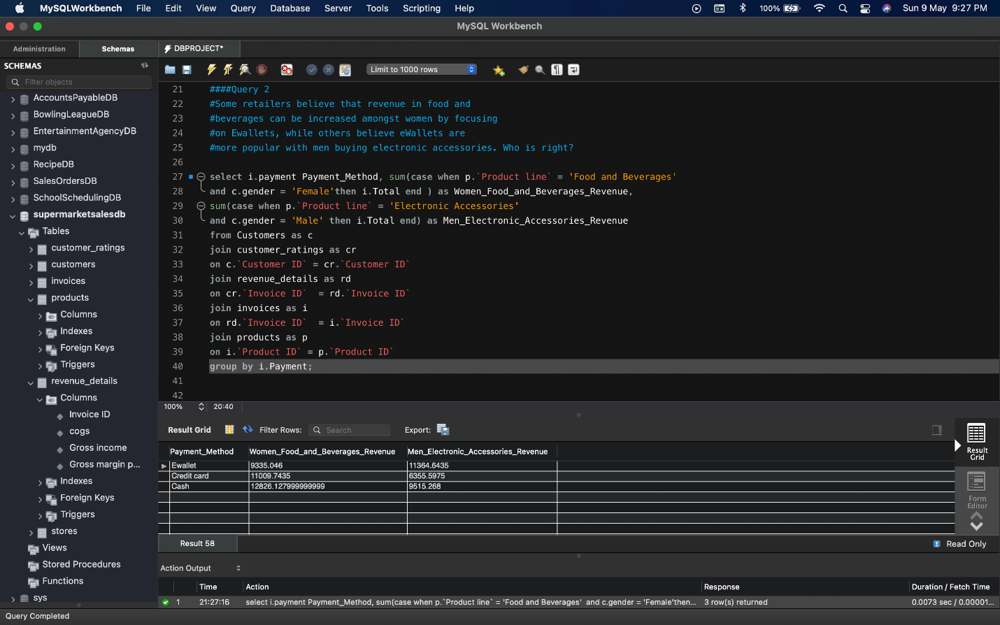 MySQLWorkbench File Edit View Query Database Server Tools Scripting Help 100% Sun 9 May 9:27 PM
MySQL Workbench
Administration Schemas DBPROJECT*
SCHEMAS
Limit to 1000 rows
Filter objects
AccountsPayableDB
BowlingLeagueDB
EntertainmentAgencyDB
mydb
RecipeDB
SalesOrdersDB
SchoolSchedulingDB
supermarketsalesdb
Tables
customer_ratings
customers
invoices
products
Columns
Indexes
Foreign Keys
Triggers
revenue_details
Columns
Invoice ID
cogs
Gross income
Gross margin p...
Indexes
Foreign Keys
Triggers
stores
Views
Stored Procedures
Functions
sys
21 ####Query 2
22 #Some retailers believe that revenue in food and
23 #beverages can be increased amongst women by focusing
24 #on Ewallets, while others believe eWallets are
25 #more popular with men buying electronic accessories. Who is right?
26
27 select i.payment Payment_Method, sum(case when p.`Product line` = 'Food and Beverages'
28 and c.gender = 'Female'then i.Total end ) as Women_Food_and_Beverages_Revenue,
29 sum(case when p.`Product line` = 'Electronic Accessories'
30 and c.gender = 'Male' then i.Total end) as Men_Electronic_Accessories_Revenue
31 from Customers as c
32 join customer_ratings as cr
33 on c.`Customer ID` = cr.`Customer ID`
34 join revenue_details as rd
35 on cr.`Invoice ID` = rd.`Invoice ID`
36 join invoices as i
37 on rd.`Invoice ID` = i.`Invoice ID`
38 join products as p
39 on i.`Product ID` = p.`Product ID`
40 group by i.Payment;
41
42
100% 20:40
Result Grid Filter Rows: Search Export:
Payment_Method Women_Food_and_Beverages_Revenue Men_Electronic_Accessories_Revenue
Ewallet 9335.046 11364.6435
Credit card 11009.7435 6355.5975
Cash 12826.127999999999 9515.268
Result Grid
Form Editor
Result 58 Read Only
Action Output
Time Action Response Duration / Fetch Time
1 21:27:16 select i.payment Payment_Method, sum(case when p.`Product line` = 'Food and Beverages' and c.gender = 'Female'then... 3 row(s) returned 0.0073 sec / 0.00001...
Query Completed